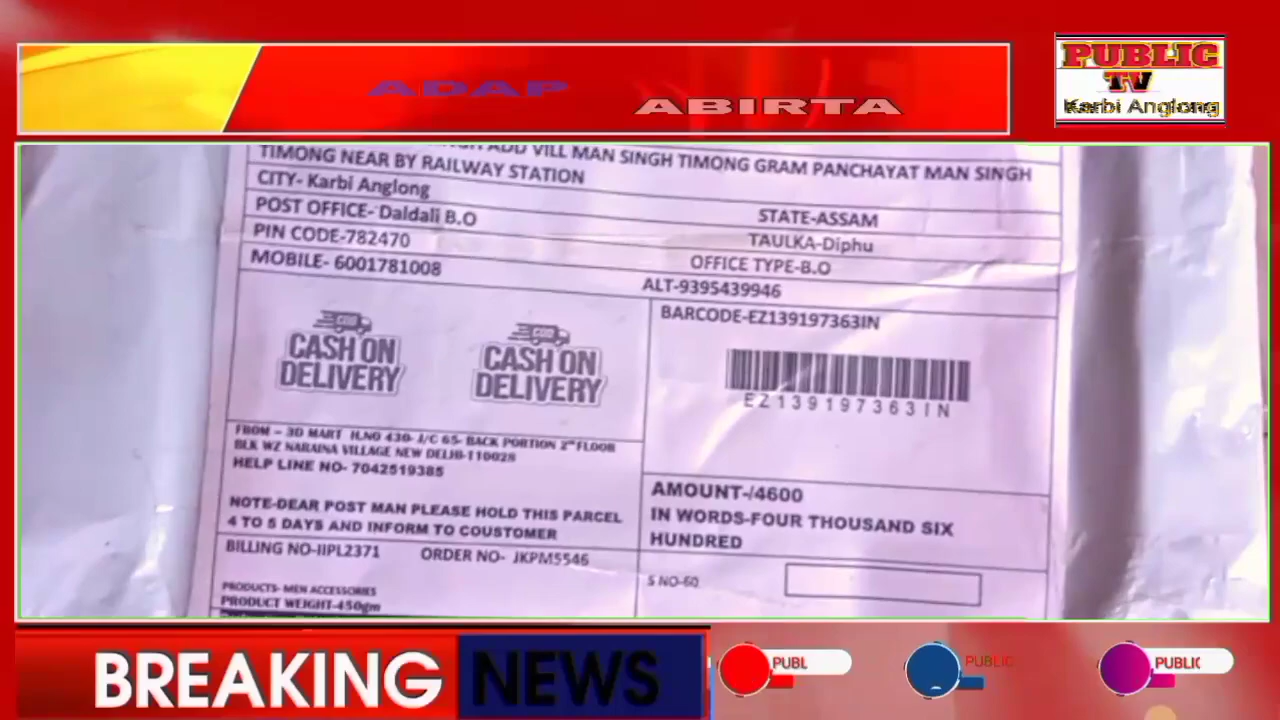 ADAP
ABIRTA
PUBLIC
TV
Karbi Anglong
ADD VILL MAN SINGH TIMONG GRAM PANCHAYAT MAN SINGH
TIMONG NEAR BY RAILWAY STATION
CITY- Karbi Anglong
STATE-ASSAM
POST OFFICE- Daldali B.O
TAULKA-Diphu
PIN CODE-782470
OFFICE TYPE-B.O
MOBILE- 6001781008
ALT-9395439946
COD
CASH ON
DELIVERY
COD
CASH ON
DELIVERY
BARCODE-EZ139197363IN
EZ139197363IN
FROM - 3D MART H.NO 430- J/C 65- BACK PORTION 2nd FLOOR
BLK WZ NARAINA VILLAGE NEW DELHI-110028
HELP LINE NO- 7042519385
NOTE-DEAR POST MAN PLEASE HOLD THIS PARCEL
4 TO 5 DAYS AND INFORM TO COUSTOMER
AMOUNT-/4600
IN WORDS-FOUR THOUSAND SIX
HUNDRED
BILLING NO-IIPL2371 ORDER NO- JKPM5546
S NO-60
PRODUCTS- MEN ACCESSORIES
PRODUCT WEIGHT-450gm
BREAKING NEWS
PUBL
PUBLIC
PUBLIC